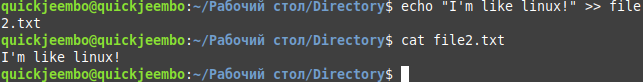 quickjeembo@quickjeembo:~/Рабочий стол/Directory$ echo "I'm like linux!" >> file
2.txt
quickjeembo@quickjeembo:~/Рабочий стол/Directory$ cat file2.txt
I'm like linux!
quickjeembo@quickjeembo:~/Рабочий стол/Directory$